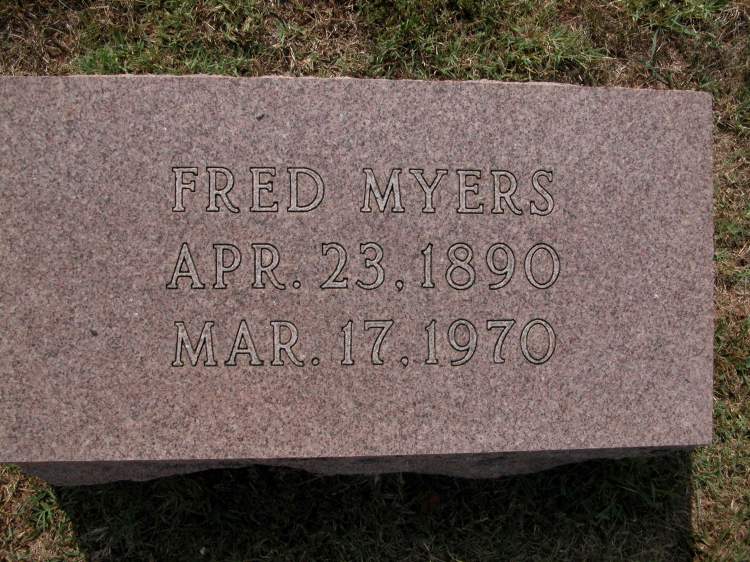 FRED MYERS
APR. 23, 1890
MAR. 17, 1970